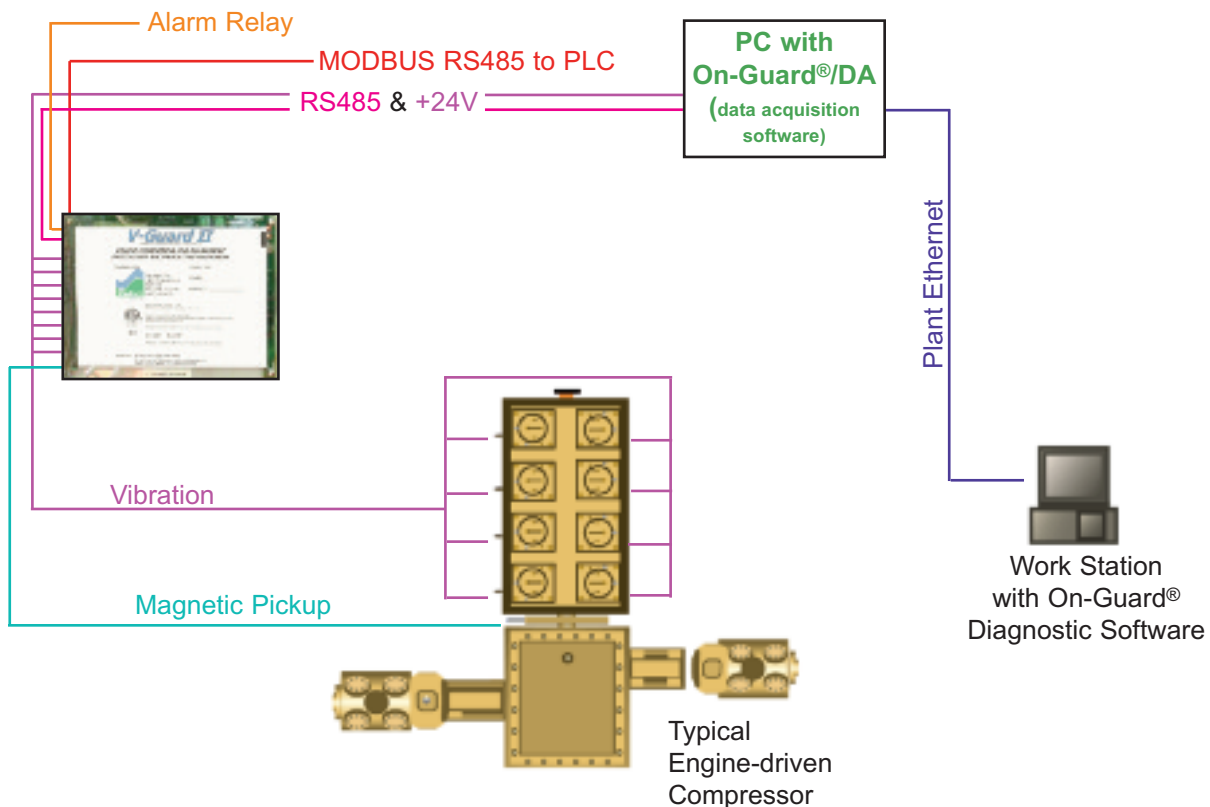 Alarm Relay
MODBUS RS485 to PLC
RS485 & +24V
PC with
On-Guard®/DA
(data acquisition
software)
V-Guard II
Plant Ethernet
Vibration
Magnetic Pickup
Work Station
with On-Guard®
Diagnostic Software
Typical
Engine-driven
Compressor